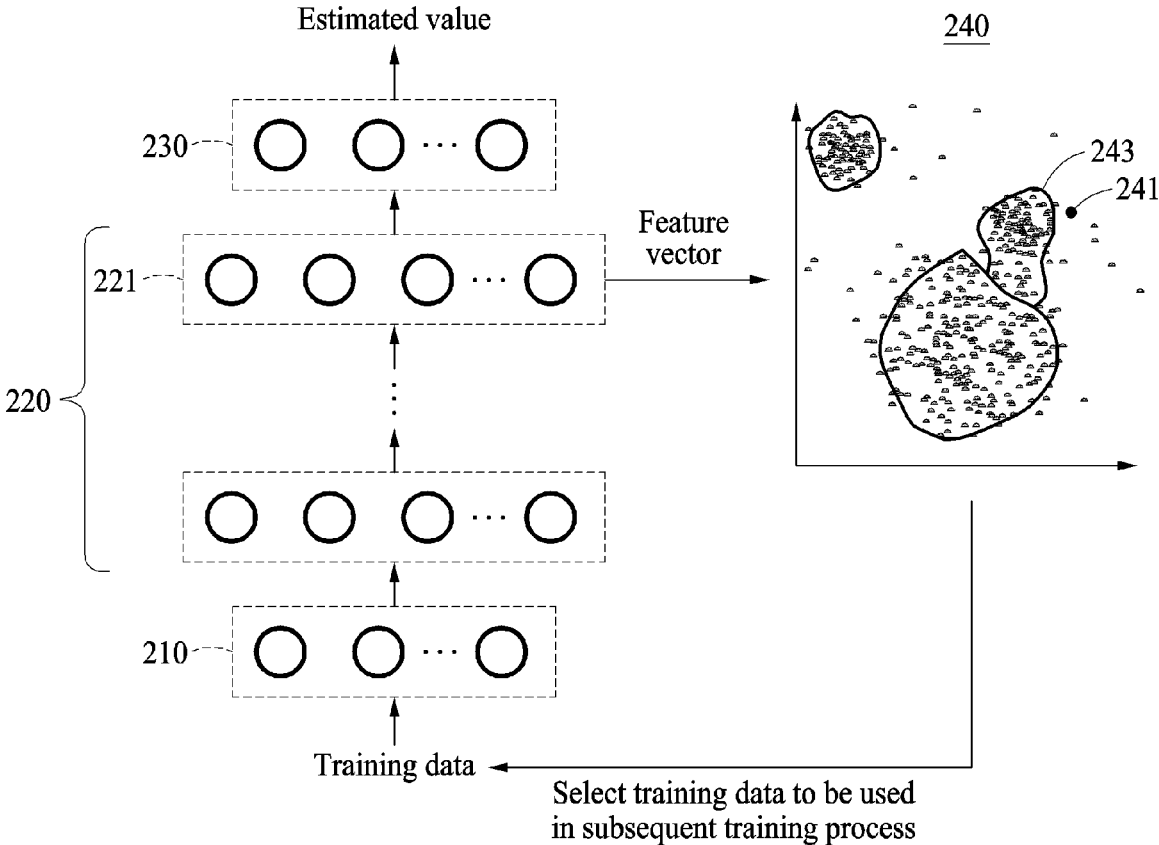 Estimated value
240
230
243
241
Feature
vector
221
220
210
Training data
Select training data to be used
in subsequent training process